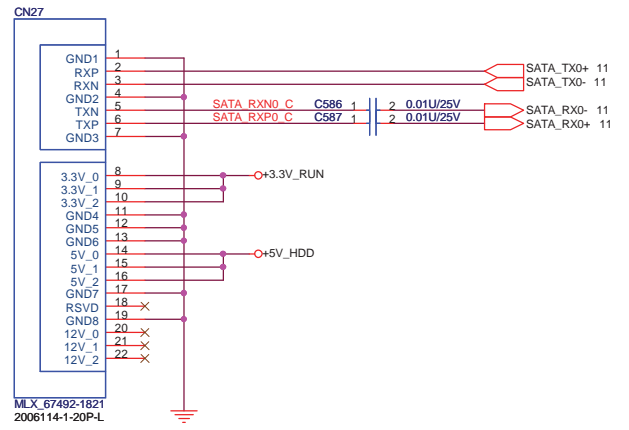 CN27
GND1 1
RXP 2 SATA_TX0+ 11
RXN 3 SATA_TX0- 11
GND2 4
TXN 5 SATA_RXN0_C C586 1 2 0.01U/25V SATA_RX0- 11
TXP 6 SATA_RXP0_C C587 1 2 0.01U/25V SATA_RX0+ 11
GND3 7
3.3V_0 8 +3.3V_RUN
3.3V_1 9
3.3V_2 10
GND4 11
GND5 12
GND6 13
5V_0 14 +5V_HDD
5V_1 15
5V_2 16
GND7 17
RSVD 18
GND8 19
12V_0 20
12V_1 21
12V_2 22
MLX_67492-1821
2006114-1-20P-L